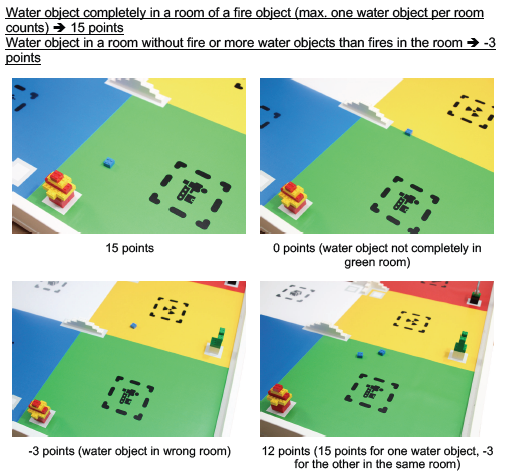 Water object completely in a room of a fire object (max. one water object per room
counts) ➔ 15 points
Water object in a room without fire or more water objects than fires in the room ➔ -3
points
15 points
0 points (water object not completely in
green room)
-3 points (water object in wrong room)
12 points (15 points for one water object, -3
for the other in the same room)